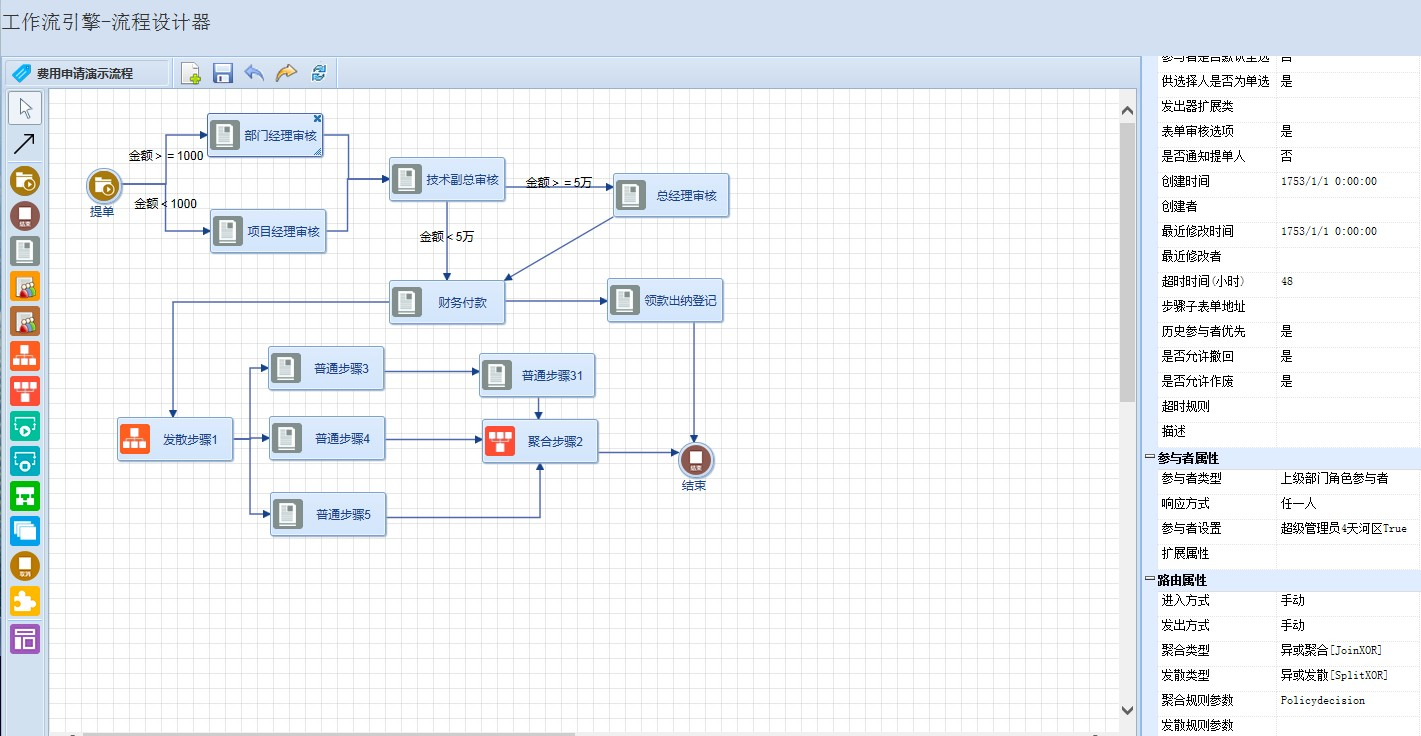 工作流引擎-流程设计器
费用申请演示流程
部门经理审核
金额>=1000
提单
金额<1000
项目经理审核
技术副总审核
金额>=5万
总经理审核
金额<5万
财务付款
领款出纳登记
普通步骤3
普通步骤31
发散步骤1
普通步骤4
聚合步骤2
结束
结束
普通步骤5
结束
取消
参与者是否默认全选 否
供选择人是否为单选 是
发出器扩展类
表单审核选项 是
是否通知提单人 否
创建时间 1753/1/1 0:00:00
创建者
最近修改时间 1753/1/1 0:00:00
最近修改者
超时时间(小时) 48
步骤子表单地址
历史参与者优先 是
是否允许撤回 是
是否允许作废 是
超时规则
描述
参与者属性
参与者类型 上级部门角色参与者
响应方式 任一人
参与者设置 超级管理员4天河区True
扩展属性
路由属性
进入方式 手动
发出方式 手动
聚合类型 异或聚合[JoinXOR]
发散类型 异或发散[SplitXOR]
聚合规则参数 Policydecision
发散规则参数